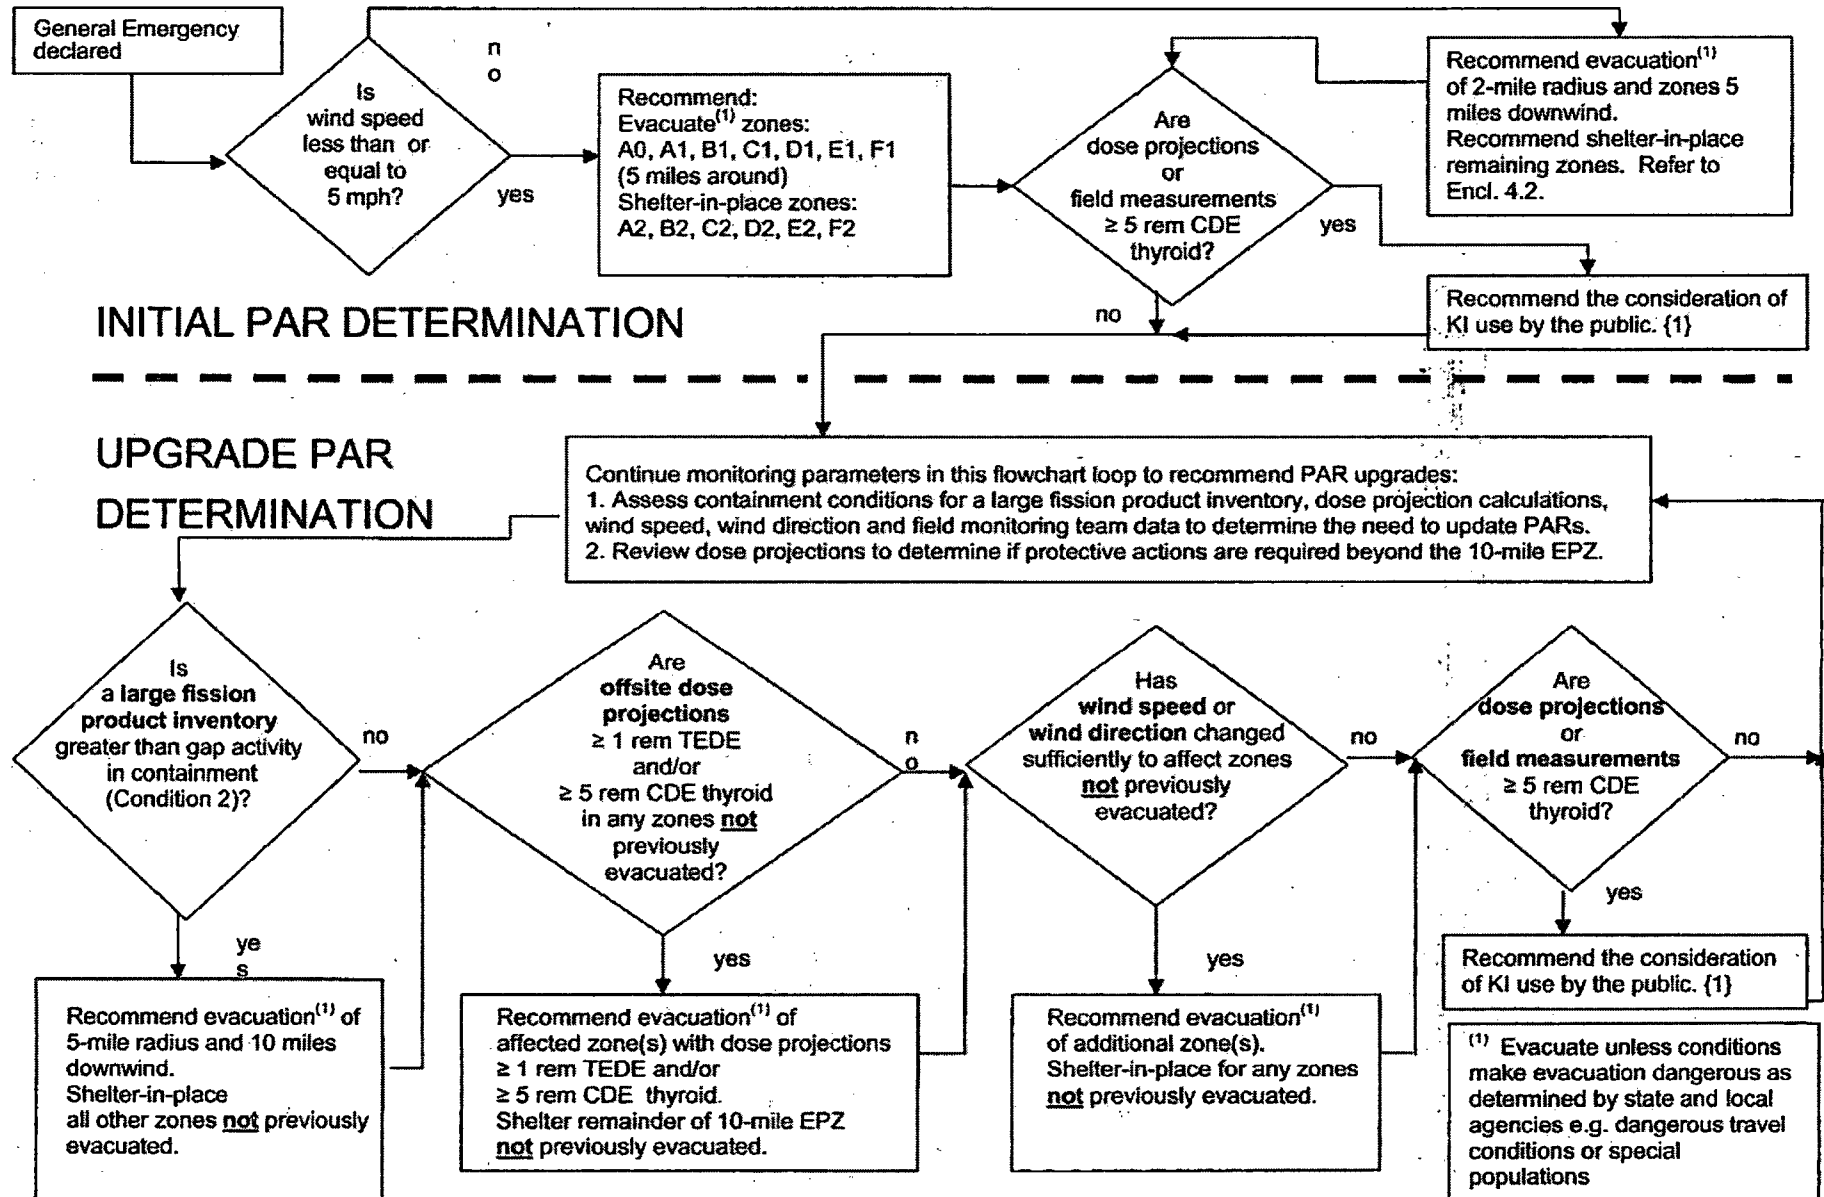 General Emergency
declared
Is
wind speed
less than or
equal to
5 mph?
n
o
yes
Recommend:
Evacuate(1) zones:
A0, A1, B1, C1, D1, E1, F1
(5 miles around)
Shelter-in-place zones:
A2, B2, C2, D2, E2, F2
Are
dose projections
or
field measurements
≥ 5 rem CDE
thyroid?
yes
no
Recommend evacuation(1)
of 2-mile radius and zones 5
miles downwind.
Recommend shelter-in-place
remaining zones. Refer to
Encl. 4.2.
Recommend the consideration of
KI use by the public. {1}
INITIAL PAR DETERMINATION
UPGRADE PAR
DETERMINATION
Continue monitoring parameters in this flowchart loop to recommend PAR upgrades:
1. Assess containment conditions for a large fission product inventory, dose projection calculations,
wind speed, wind direction and field monitoring team data to determine the need to update PARs.
2. Review dose projections to determine if protective actions are required beyond the 10-mile EPZ.
Is
a large fission
product inventory
greater than gap activity
in containment
(Condition 2)?
no
ye
s
Are
offsite dose
projections
≥ 1 rem TEDE
and/or
≥ 5 rem CDE thyroid
in any zones not
previously
evacuated?
n
o
yes
Has
wind speed or
wind direction changed
sufficiently to affect zones
not previously
evacuated?
no
yes
Are
dose projections
or
field measurements
≥ 5 rem CDE
thyroid?
no
yes
Recommend evacuation(1) of
5-mile radius and 10 miles
downwind.
Shelter-in-place
all other zones not previously
evacuated.
Recommend evacuation(1) of
affected zone(s) with dose projections
≥ 1 rem TEDE and/or
≥ 5 rem CDE thyroid.
Shelter remainder of 10-mile EPZ
not previously evacuated.
Recommend evacuation(1)
of additional zone(s).
Shelter-in-place for any zones
not previously evacuated.
Recommend the consideration
of KI use by the public. {1}
(1) Evacuate unless conditions
make evacuation dangerous as
determined by state and local
agencies e.g. dangerous travel
conditions or special
populations